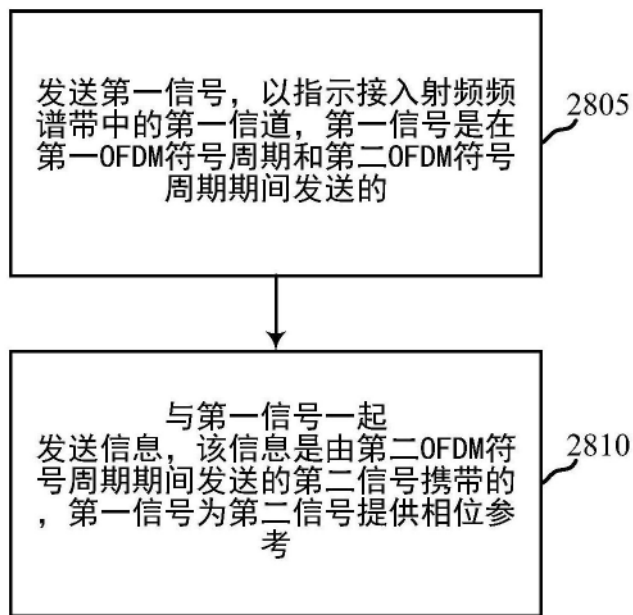 发送第一信号，以指示接入射频频
谱带中的第一信道，第一信号是在
第一OFDM符号周期和第二OFDM符号
周期期间发送的
2805
与第一信号一起
发送信息，该信息是由第二OFDM符
号周期期间发送的第二信号携带的
，第一信号为第二信号提供相位参
考
2810